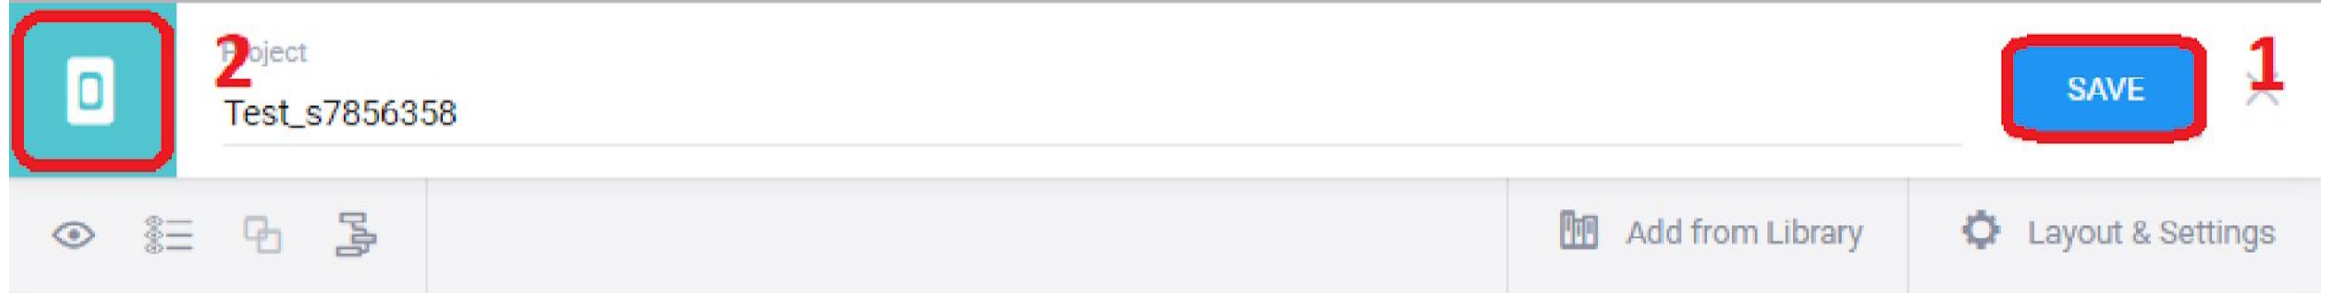 2
Project
Test_s7856358
SAVE
1
Add from Library
Layout & Settings